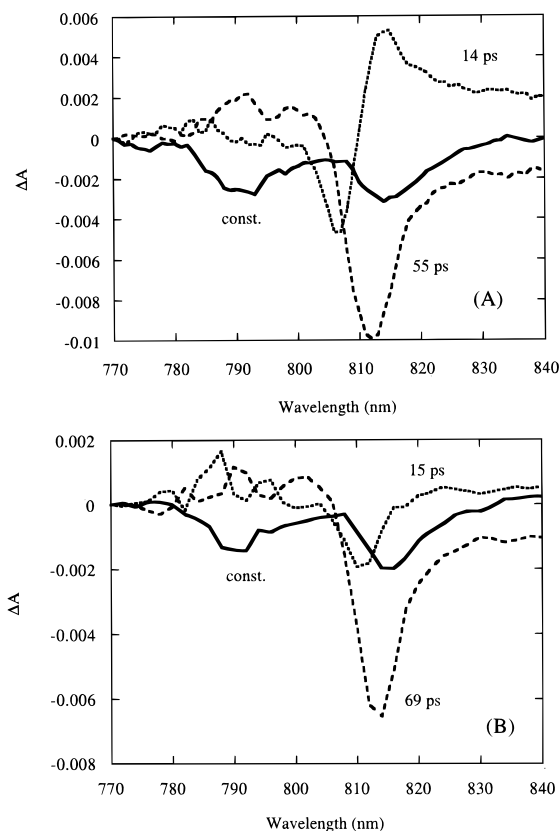 0.006
0.004
0.002
0
-0.002
-0.004
-0.006
-0.008
-0.01
ΔA
14 ps
const.
55 ps
(A)
770 780 790 800 810 820 830 840
Wavelength (nm)
0.002
0
-0.002
-0.004
-0.006
-0.008
ΔA
15 ps
const.
69 ps
(B)
770 780 790 800 810 820 830 840
Wavelength (nm)